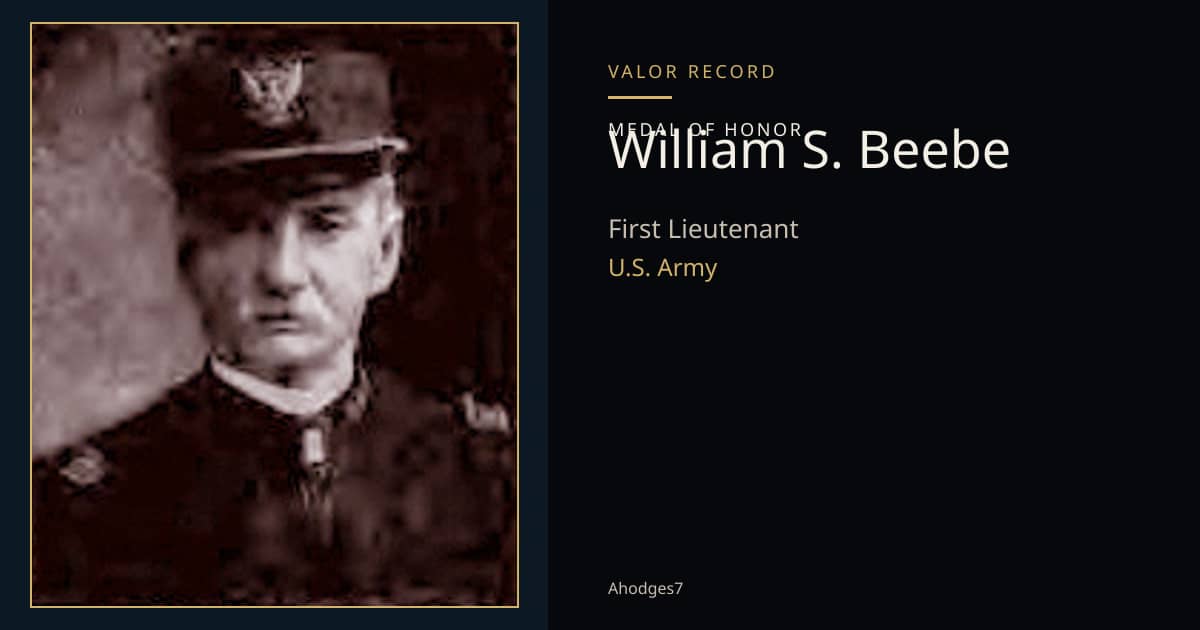 VALOR RECORD
MEDAL OF HONOR
William S. Beebe
First Lieutenant
U.S. Army
Ahodges7